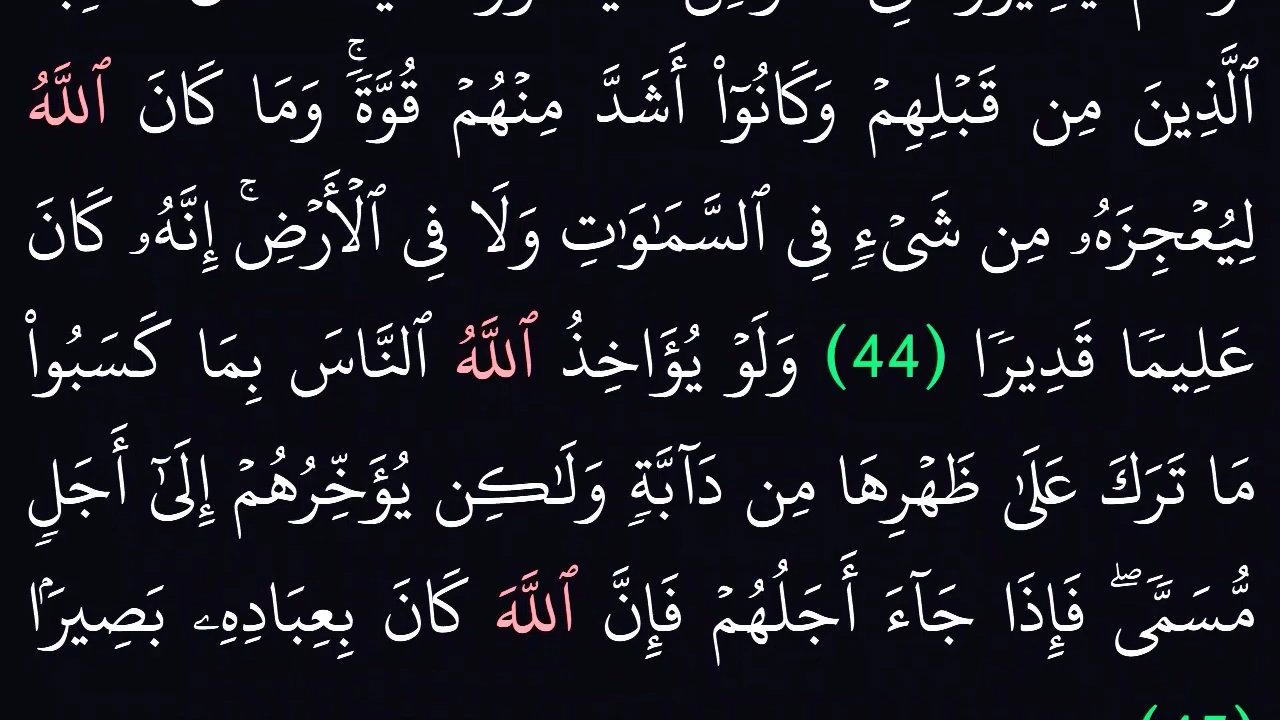 ٱلَّذِينَ مِن قَبْلِهِمْ وَكَانُوٓا۟ أَشَدَّ مِنْهُمْ قُوَّةً ۚ وَمَا كَانَ ٱللَّهُ
لِيُعْجِزَهُۥ مِن شَىْءٍ فِى ٱلسَّمَٰوَٰتِ وَلَا فِى ٱلْأَرْضِ ۚ إِنَّهُۥ كَانَ
عَلِيمًا قَدِيرًا (44) وَلَوْ يُؤَاخِذُ ٱللَّهُ ٱلنَّاسَ بِمَا كَسَبُوا۟
مَا تَرَكَ عَلَىٰ ظَهْرِهَا مِن دَآبَّةٍ وَلَٰكِن يُؤَخِّرُهُمْ إِلَىٰٓ أَجَلٍ
مُّسَمًّى ۖ فَإِذَا جَآءَ أَجَلُهُمْ فَإِنَّ ٱللَّهَ كَانَ بِعِبَادِهِۦ بَصِيرًۢا